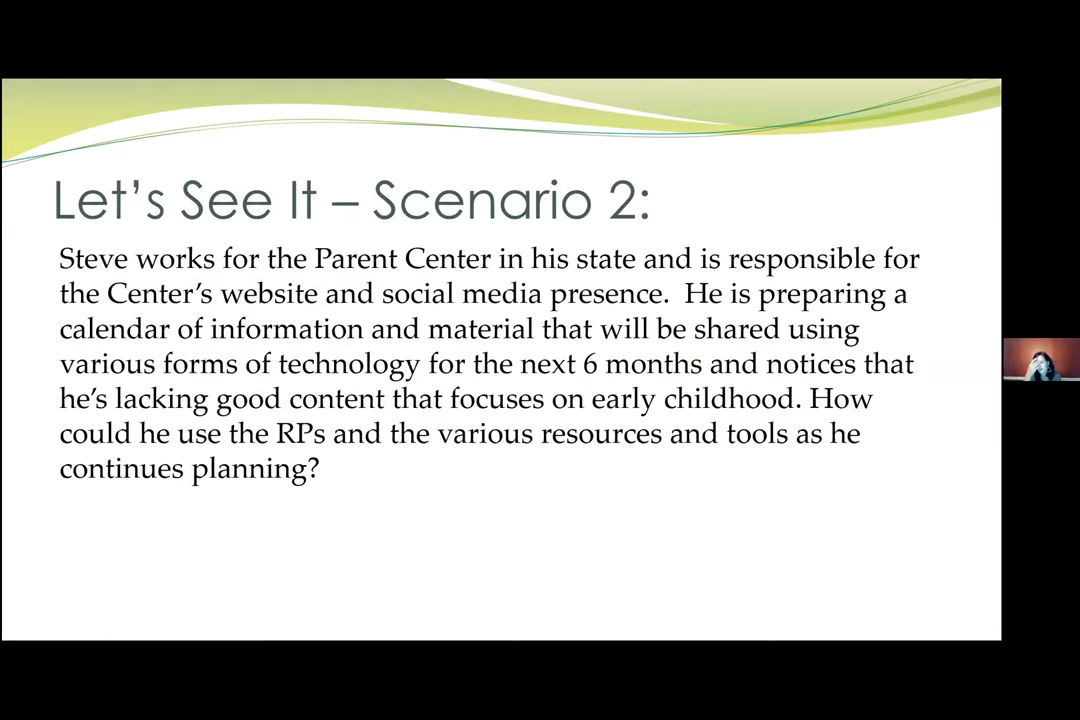 Let's See It – Scenario 2:
Steve works for the Parent Center in his state and is responsible for
the Center's website and social media presence.  He is preparing a
calendar of information and material that will be shared using
various forms of technology for the next 6 months and notices that
he's lacking good content that focuses on early childhood. How
could he use the RPs and the various resources and tools as he
continues planning?